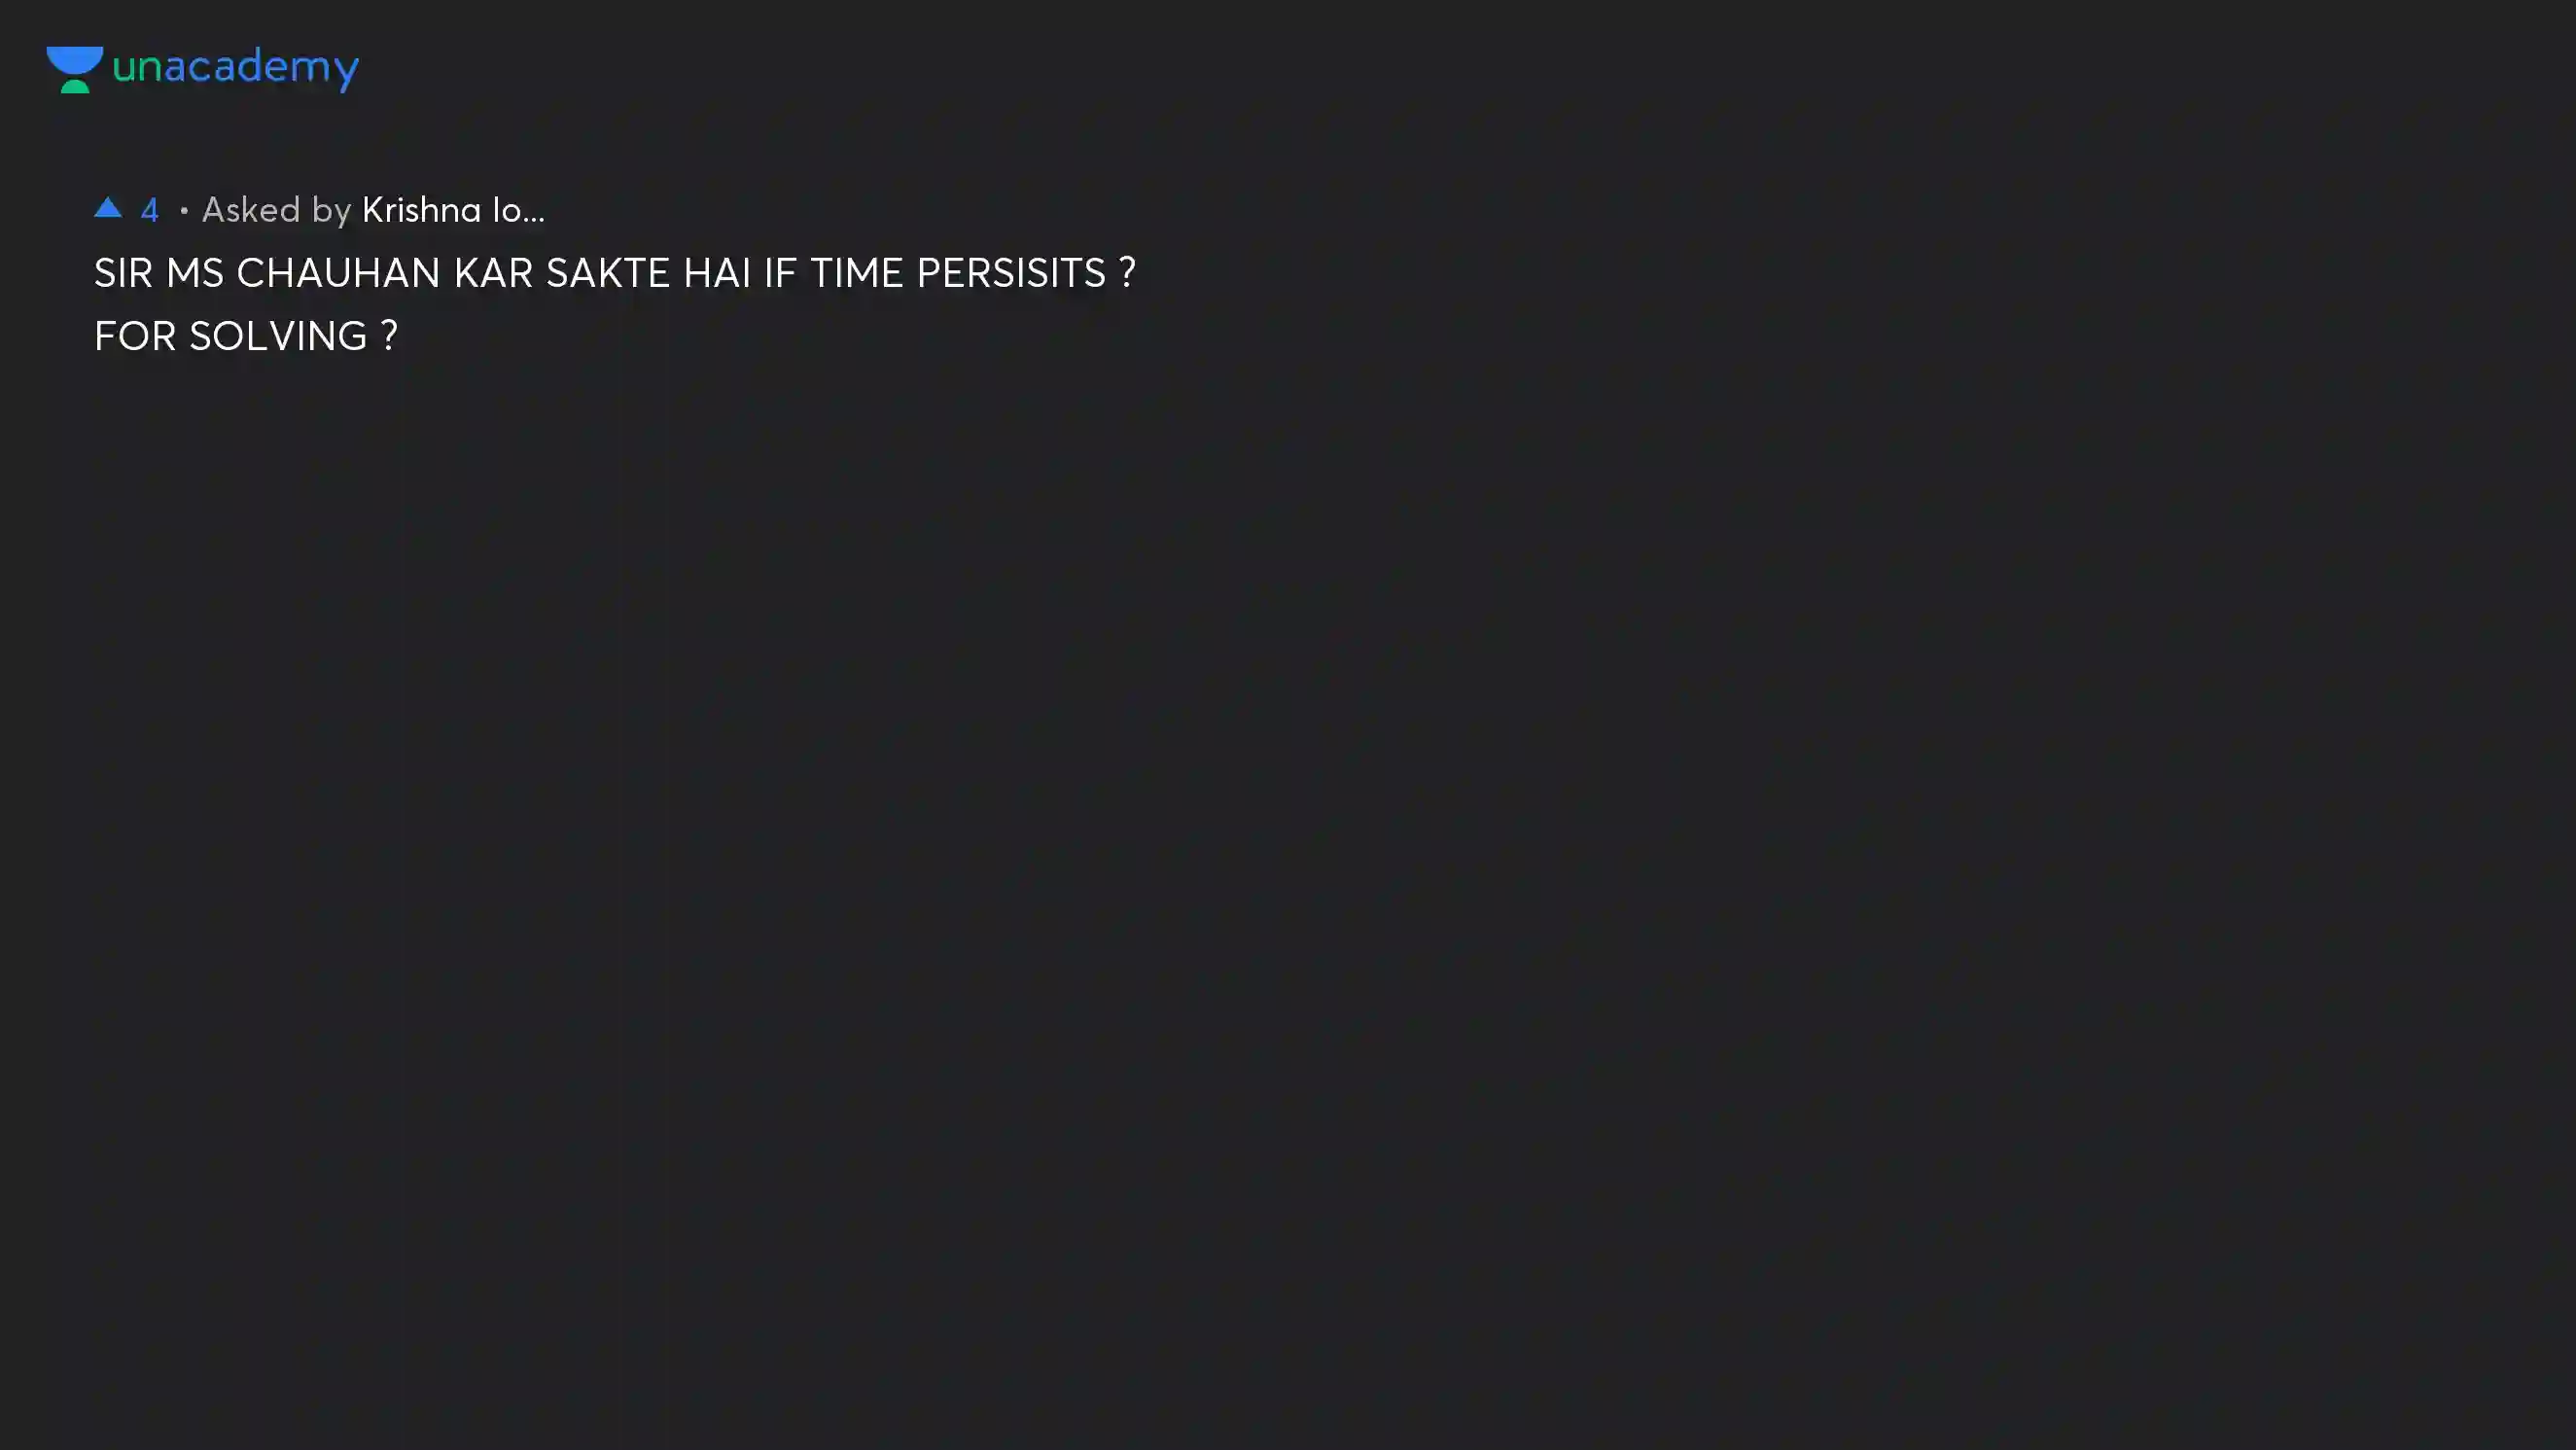 unacademy
▲ 4 • Asked by Krishna lo...
SIR MS CHAUHAN KAR SAKTE HAI IF TIME PERSISITS ?
FOR SOLVING ?